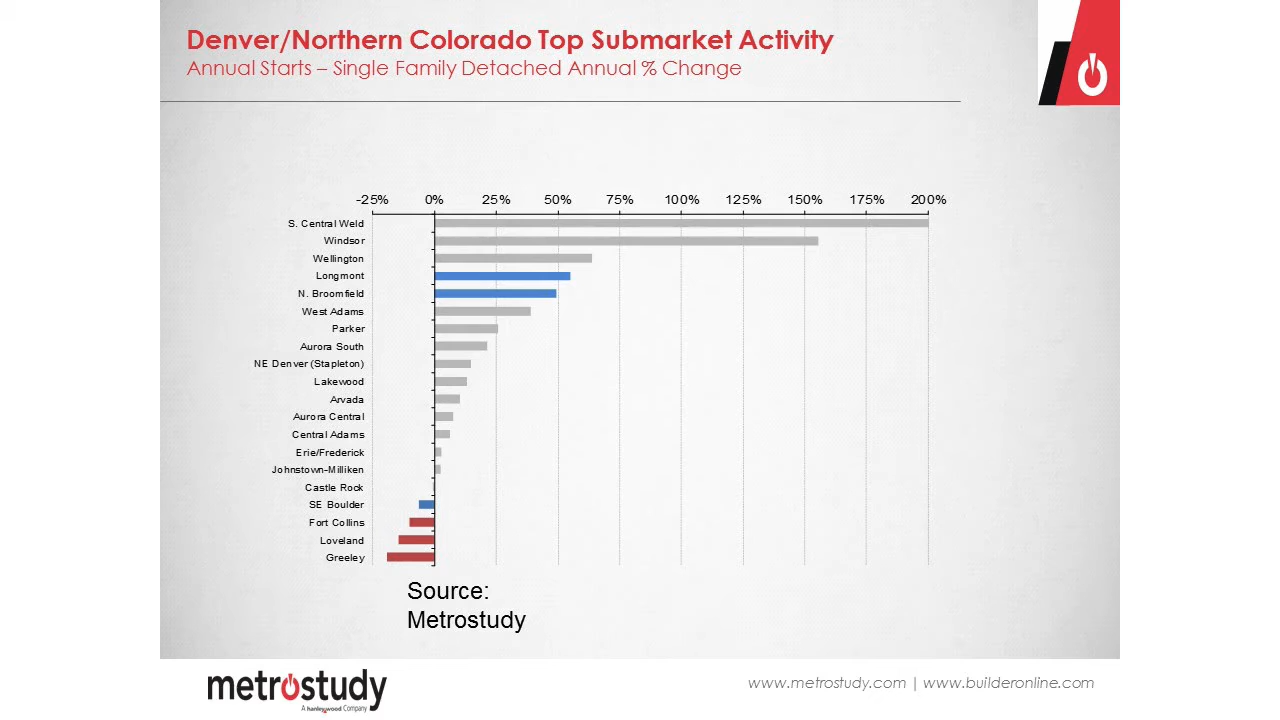 Denver/Northern Colorado Top Submarket Activity
Annual Starts – Single Family Detached Annual % Change
-25% 0% 25% 50% 75% 100% 125% 150% 175% 200%
S. Central Weld
Windsor
Wellington
Longmont
N. Broomfield
West Adams
Parker
Aurora South
NE Denver (Stapleton)
Lakewood
Arvada
Aurora Central
Central Adams
Erie/Frederick
Johnstown-Milliken
Castle Rock
SE Boulder
Fort Collins
Loveland
Greeley
Source:
Metrostudy
metrostudy
A hanleywood Company
www.metrostudy.com | www.builderonline.com